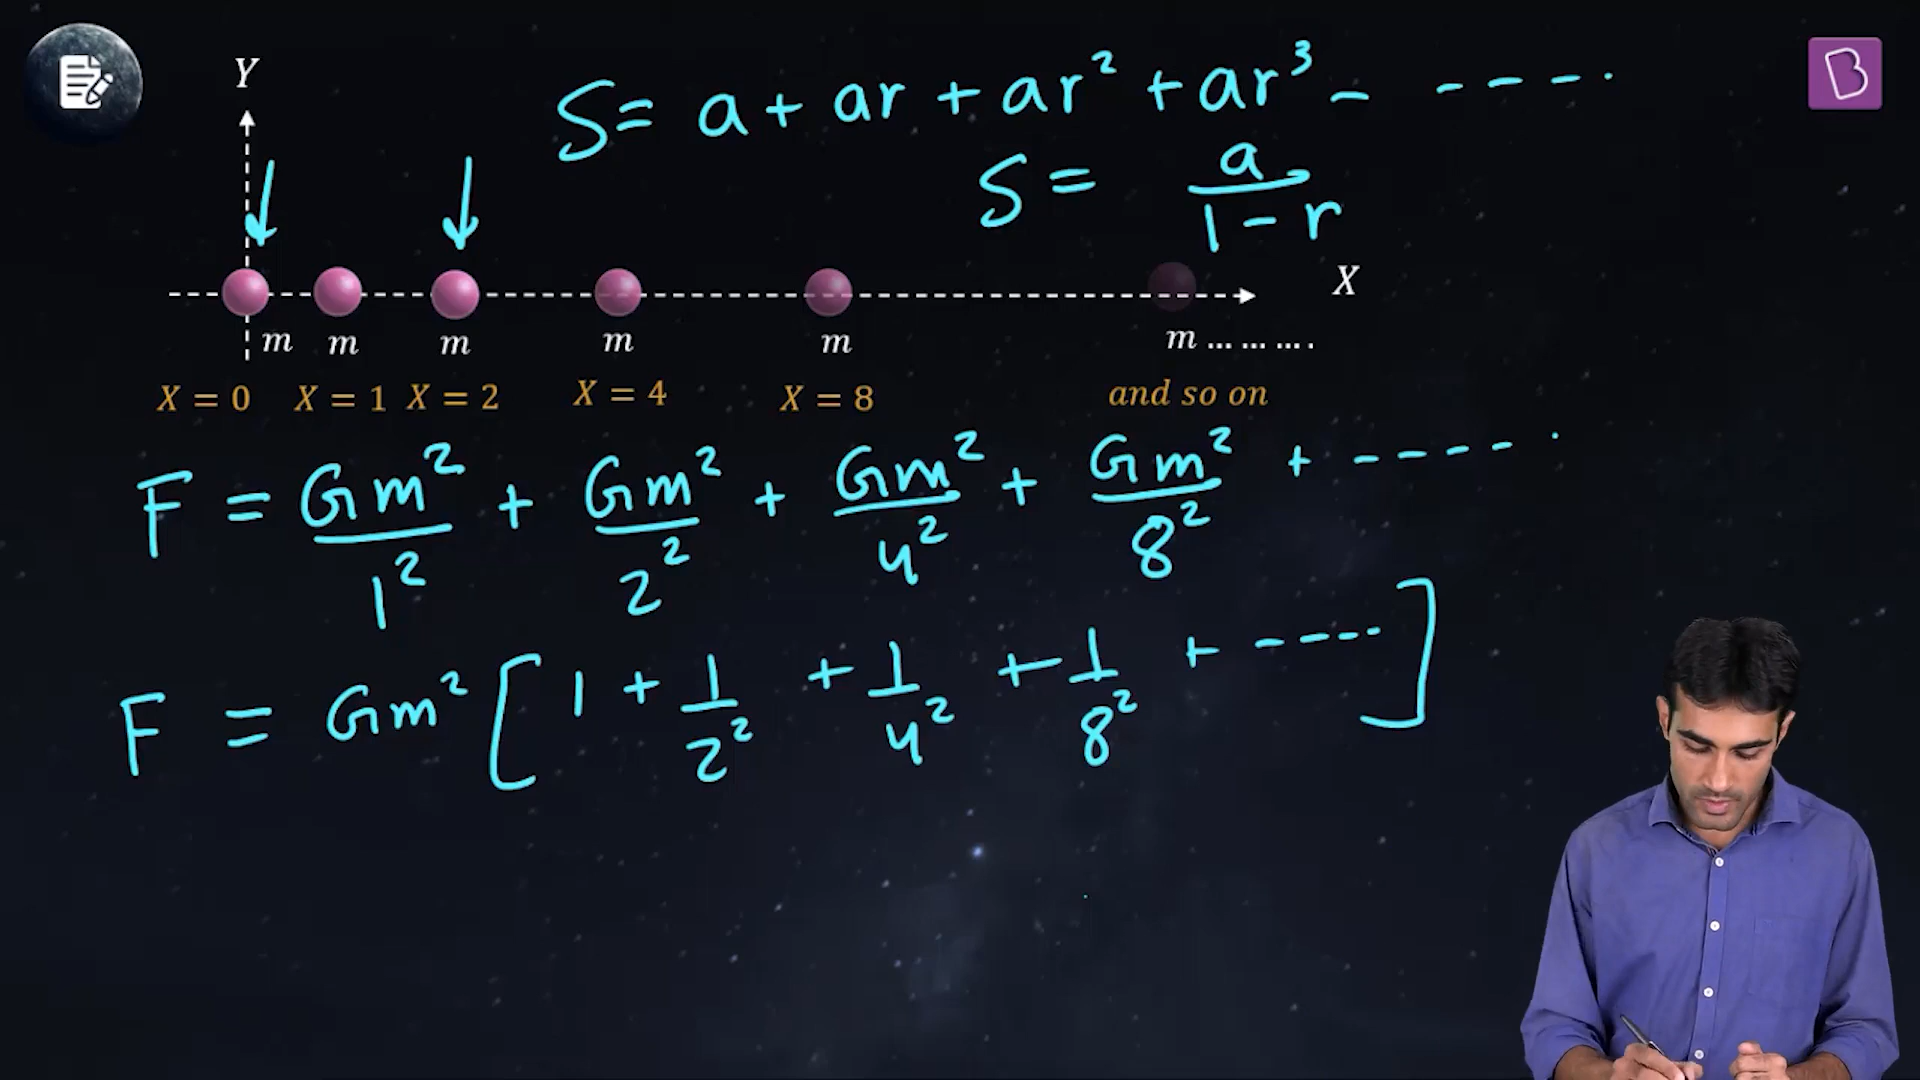 Y
S = a + ar + ar² + ar³ - - - - - .
S = a / (1 - r)
X
m m m m m m … … … .
X = 0 X = 1 X = 2 X = 4 X = 8 and so on
F = Gm²/1² + Gm²/2² + Gm²/4² + Gm²/8² + - - - - - .
F = Gm² [ 1 + 1/2² + 1/4² + 1/8² + - - - - - ]